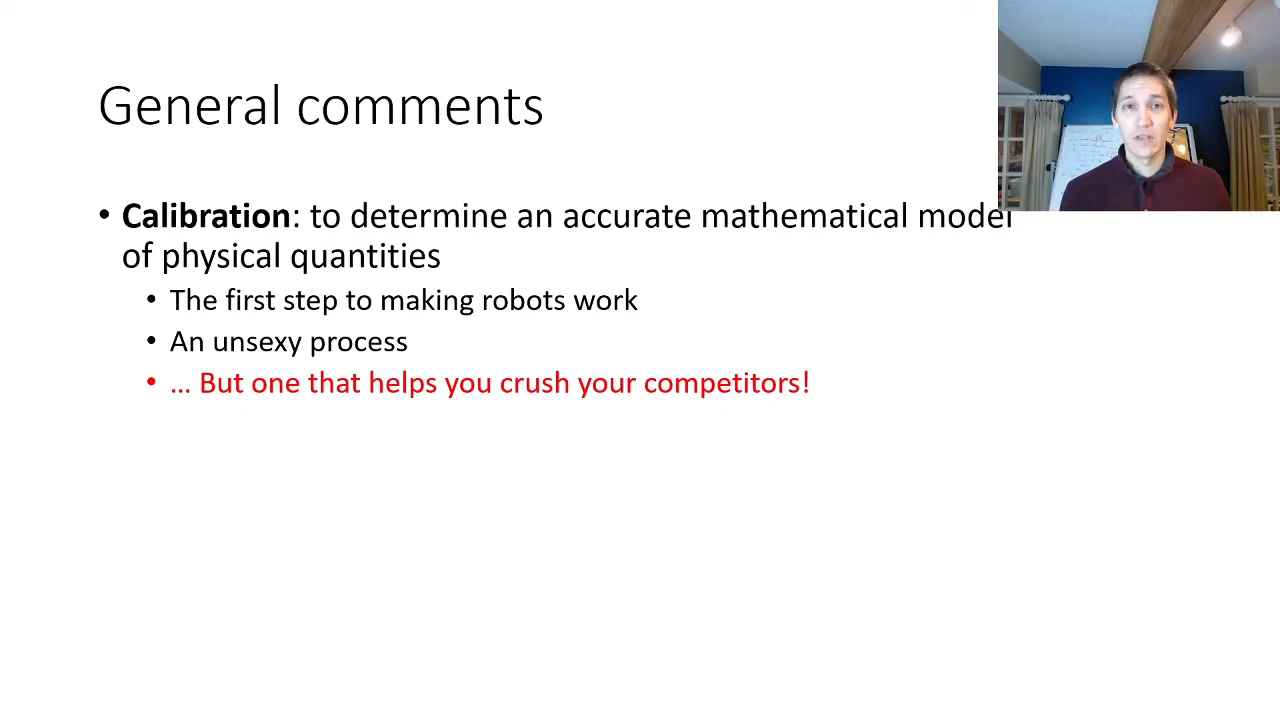 General comments
• Calibration: to determine an accurate mathematical model
of physical quantities
• The first step to making robots work
• An unsexy process
• … But one that helps you crush your competitors!